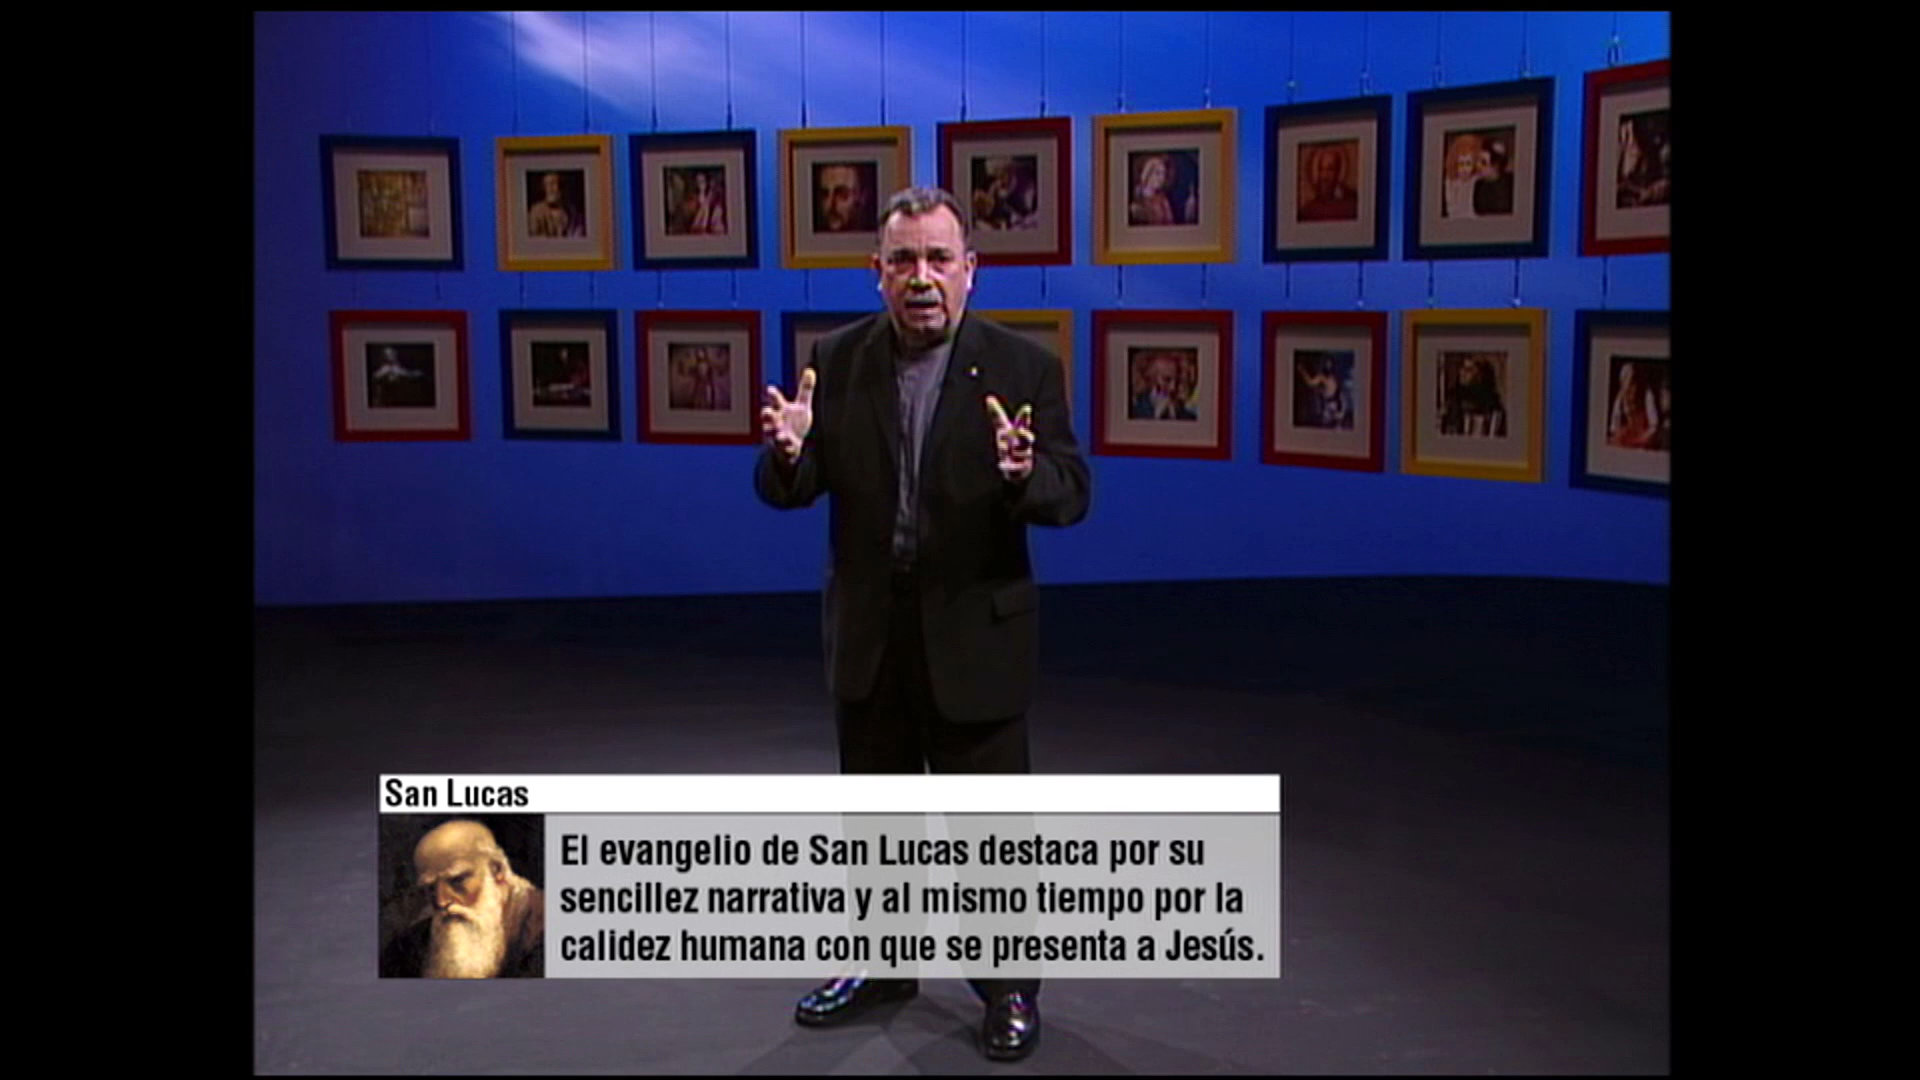 San Lucas
El evangelio de San Lucas destaca por su
sencillez narrativa y al mismo tiempo por la
calidez humana con que se presenta a Jesús.